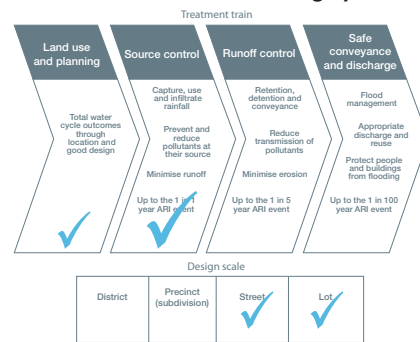 Treatment train
Land use
and planning
Total water
cycle outcomes
through
location and
good design
Source control
Capture, use
and infiltrate
rainfall
Prevent and
reduce
pollutants at
their source
Minimise runoff
Up to the 1 in 1
year ARI event
Runoff control
Retention,
detention and
conveyance
Reduce
transmission of
pollutants
Minimise erosion
Up to the 1 in 5
year ARI event
Safe
conveyance
and discharge
Flood
management
Appropriate
discharge and
reuse
Protect people
and buildings
from flooding
Up to the 1 in 100
year ARI event
Design scale
District
Precinct
(subdivision)
Street
Lot